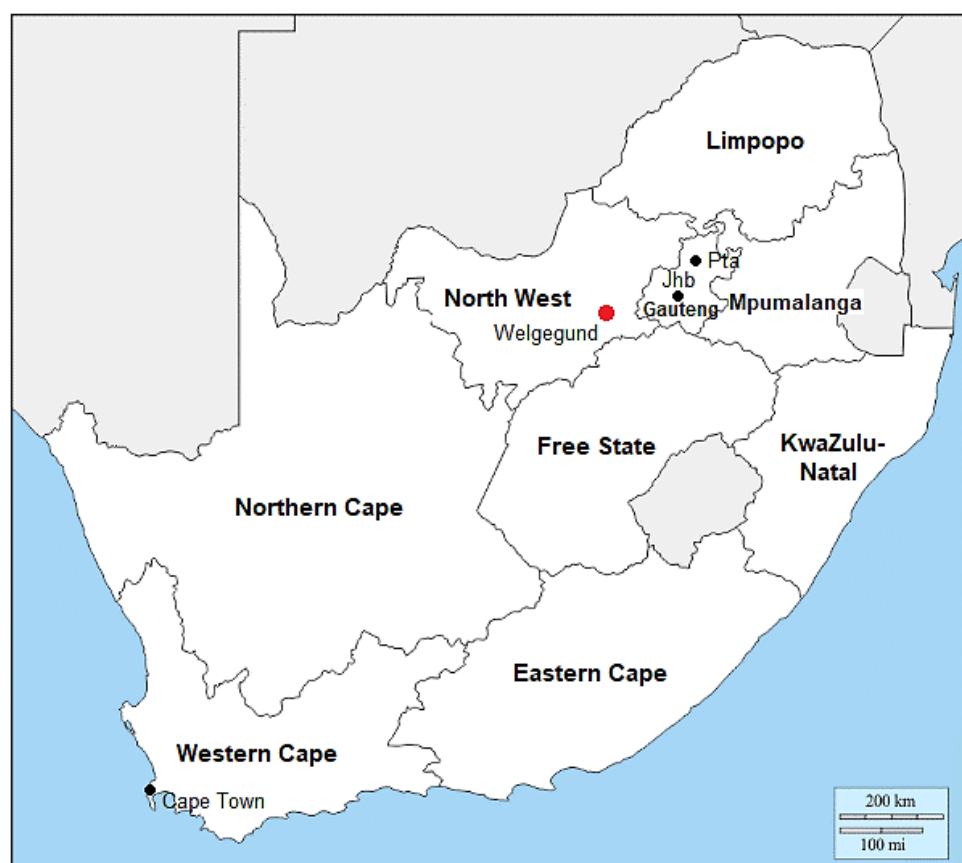 Limpopo
Pta
Jhb
North West
Gauteng
Mpumalanga
Welgegund
Free State
KwaZulu-
Natal
Northern Cape
Eastern Cape
Western Cape
Cape Town
200 km
100 mi